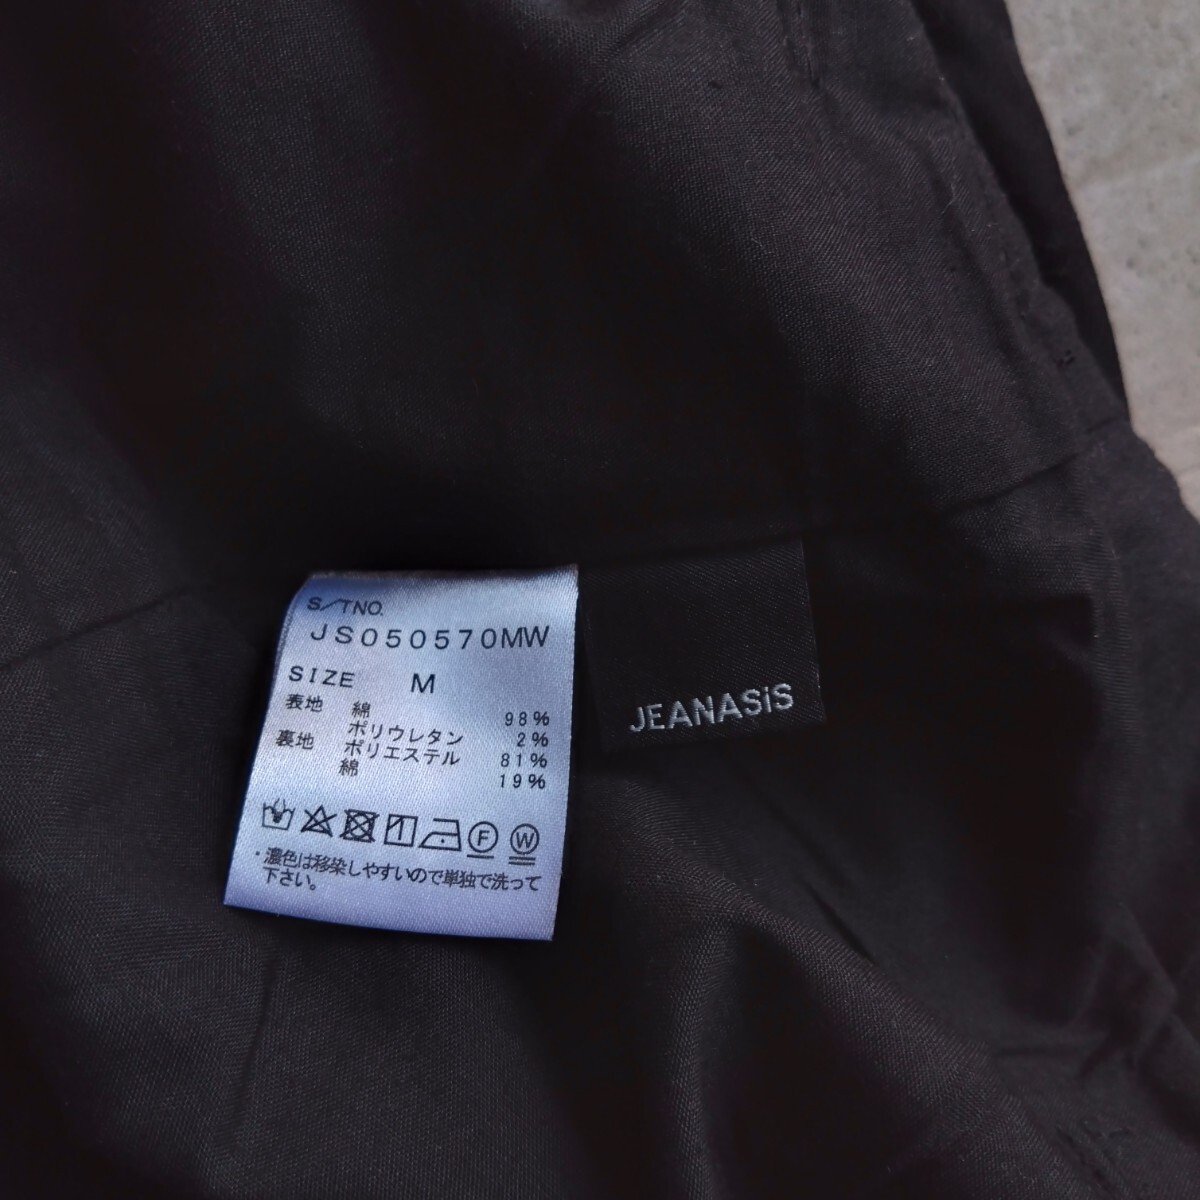 S/TNO.
JS050570MW
SIZE M
表地 綿 98%
ポリウレタン 2%
裏地 ポリエステル 81%
綿 19%
F W
・濃色は移染しやすいので単独で洗って
下さい。
JEANASiS